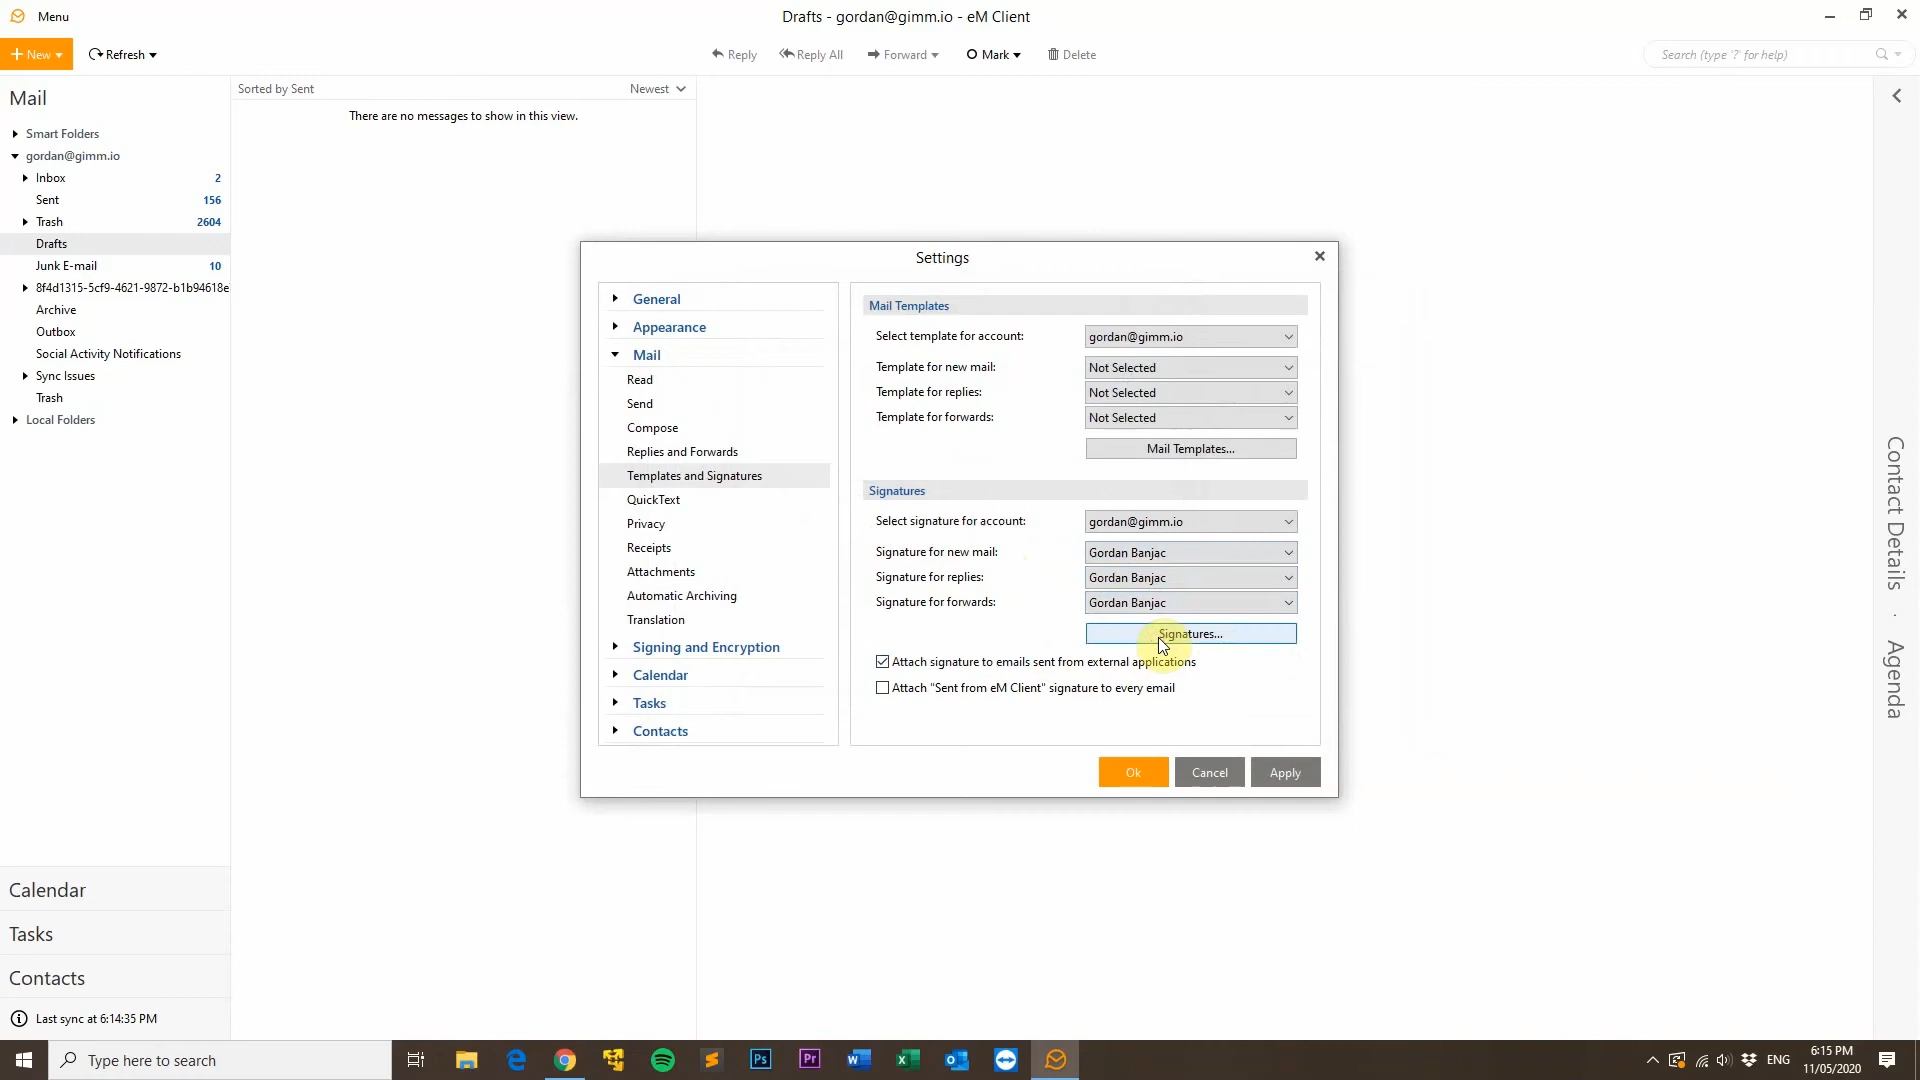 Menu
Drafts - gordan@gimm.io - eM Client
New
Refresh
Reply
Reply All
Forward
Mark
Delete
Search (type '?' for help)
Mail
Sorted by Sent
Newest
There are no messages to show in this view.
Smart Folders
gordan@gimm.io
Inbox 2
Sent 156
Trash 2604
Drafts
Junk E-mail 10
8f4d1315-5cf9-4621-9872-b1b94618e
Archive
Outbox
Social Activity Notifications
Sync Issues
Trash
Local Folders
Settings
General
Appearance
Mail
Read
Send
Compose
Replies and Forwards
Templates and Signatures
QuickText
Privacy
Receipts
Attachments
Automatic Archiving
Translation
Signing and Encryption
Calendar
Tasks
Contacts
Mail Templates
Select template for account: gordan@gimm.io
Template for new mail: Not Selected
Template for replies: Not Selected
Template for forwards: Not Selected
Mail Templates...
Signatures
Select signature for account: gordan@gimm.io
Signature for new mail: Gordan Banjac
Signature for replies: Gordan Banjac
Signature for forwards: Gordan Banjac
Signatures...
Attach signature to emails sent from external applications
Attach "Sent from eM Client" signature to every email
Ok
Cancel
Apply
Contact Details · Agenda
Calendar
Tasks
Contacts
Last sync at 6:14:35 PM
Type here to search
Ps
Pr
ENG
6:15 PM
11/05/2020